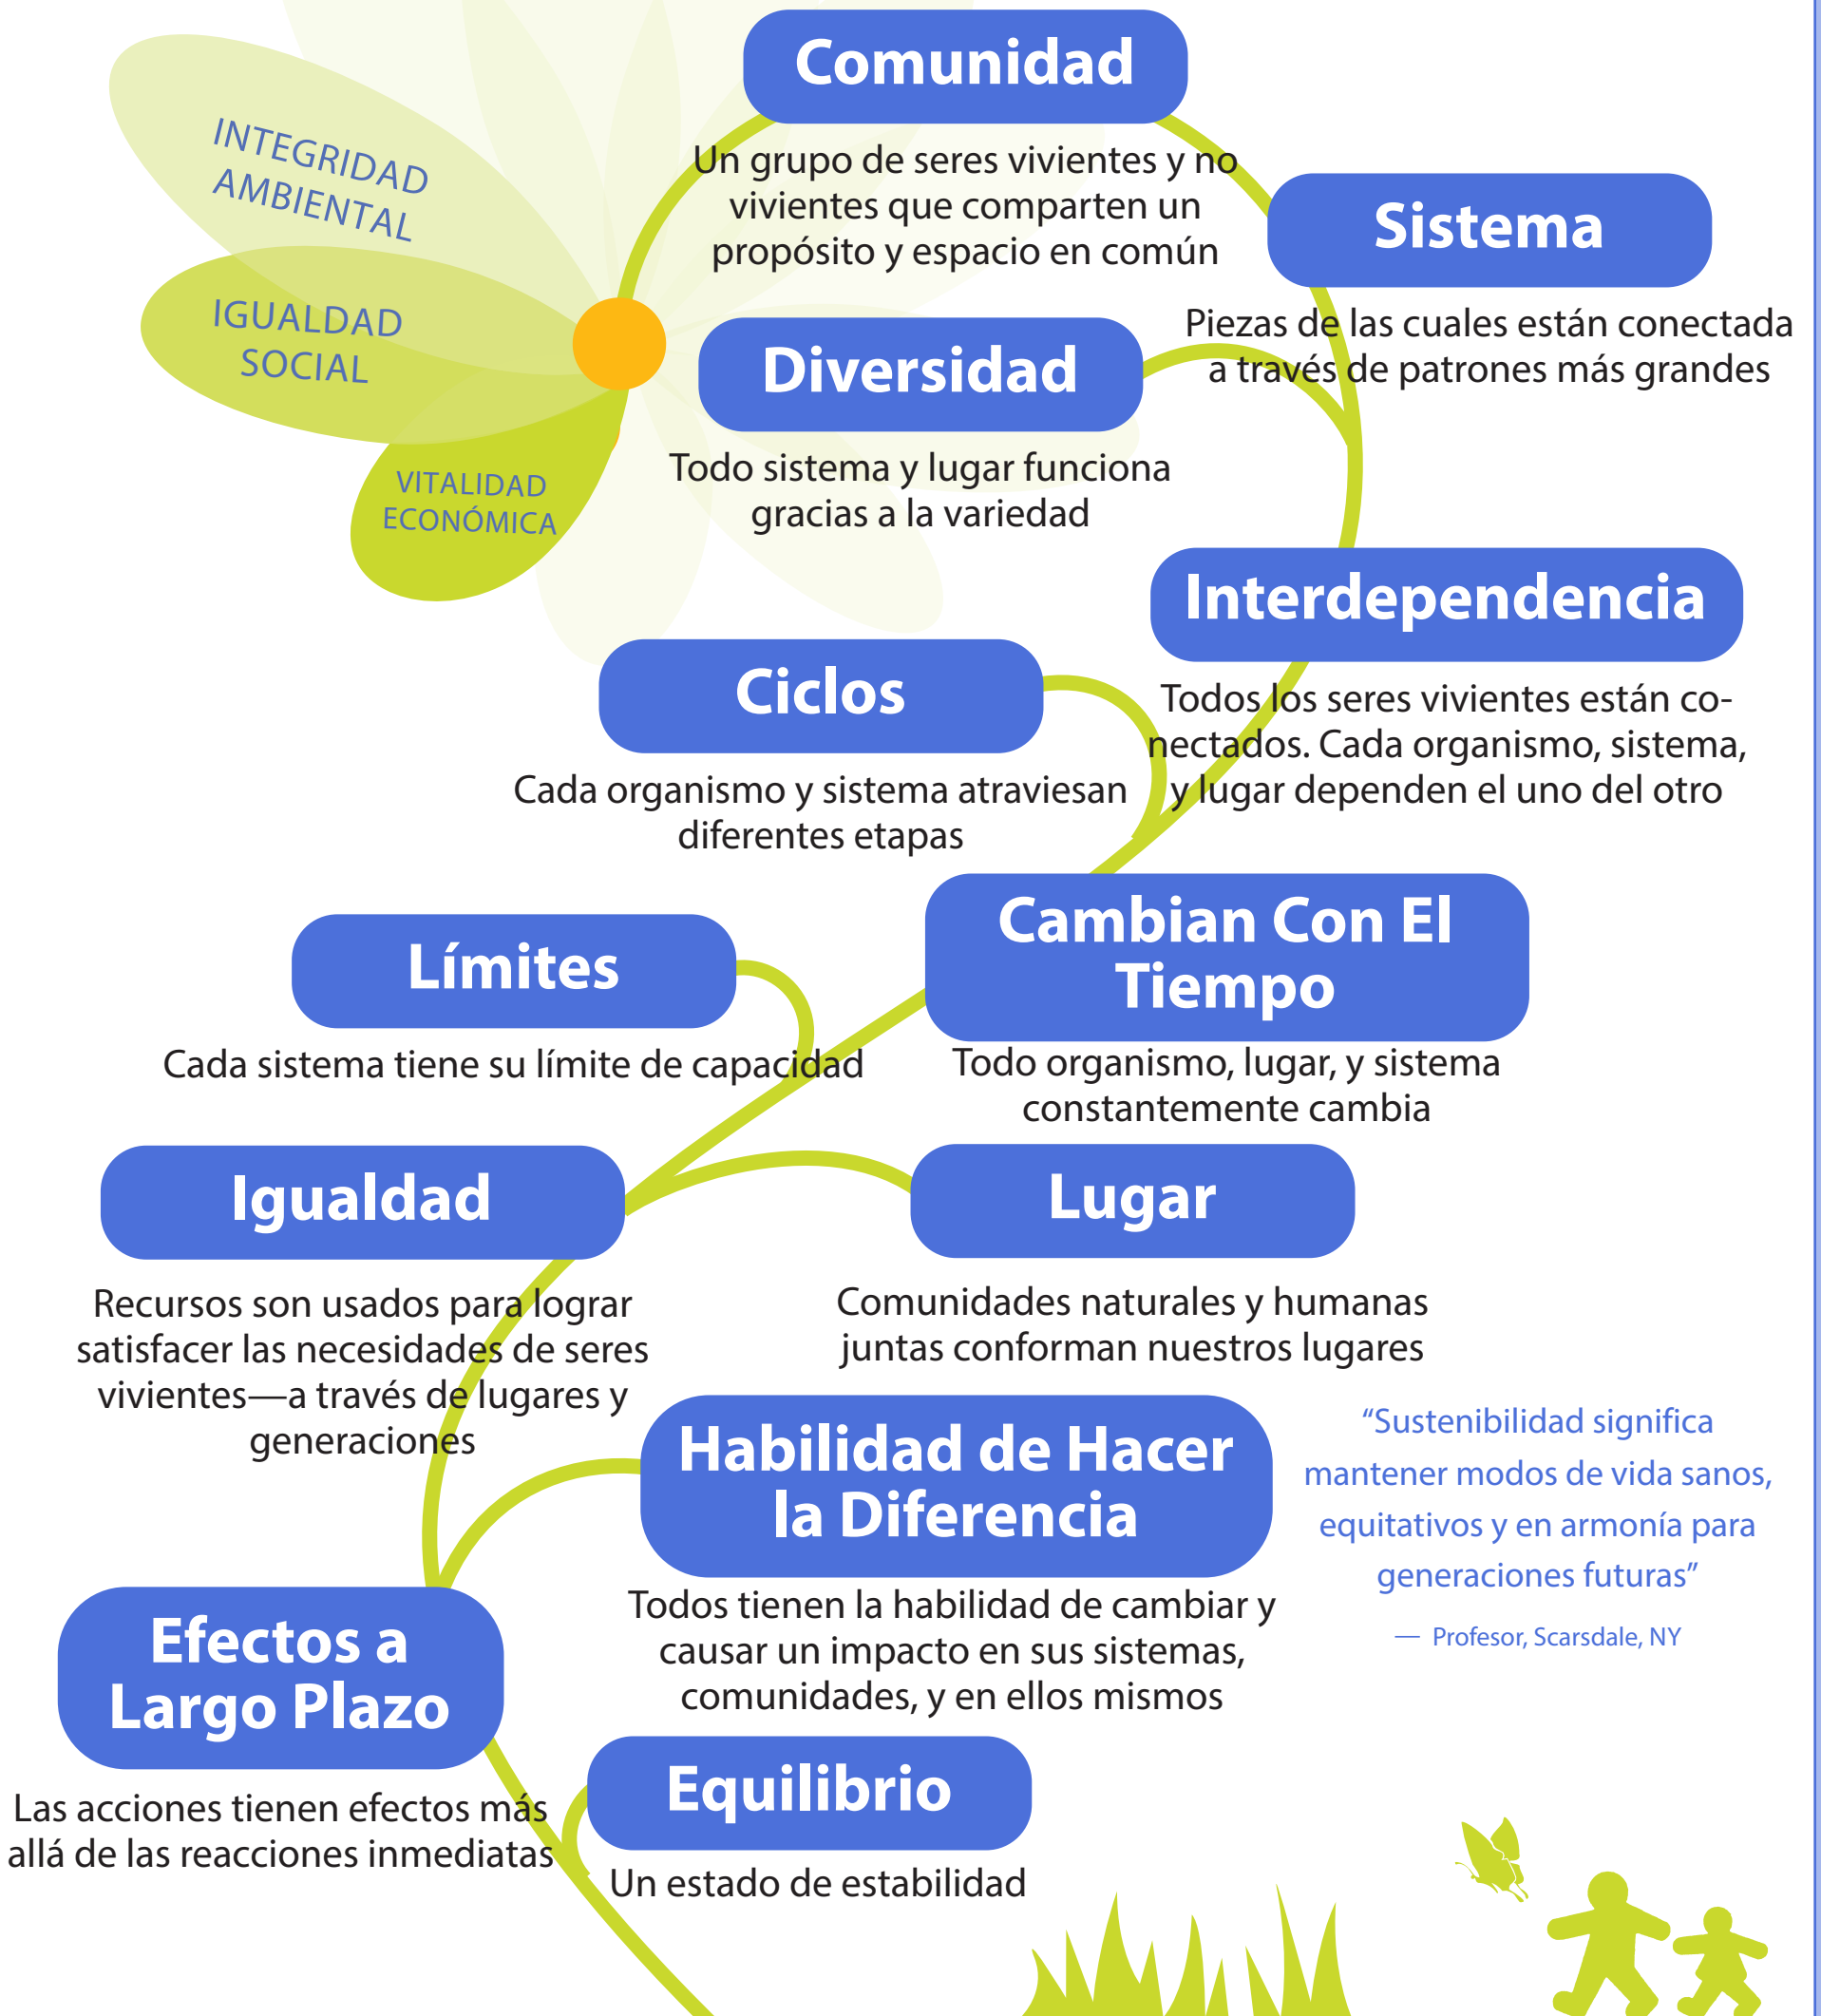 Comunidad
Un grupo de seres vivientes y no
vivientes que comparten un
propósito y espacio en común
INTEGRIDAD
AMBIENTAL
IGUALDAD
SOCIAL
VITALIDAD
ECONÓMICA
Sistema
Piezas de las cuales están conectada
a través de patrones más grandes
Diversidad
Todo sistema y lugar funciona
gracias a la variedad
Interdependencia
Todos los seres vivientes están co-
nectados. Cada organismo, sistema,
y lugar dependen el uno del otro
Ciclos
Cada organismo y sistema atraviesan
diferentes etapas
Cambian Con El
Tiempo
Todo organismo, lugar, y sistema
constantemente cambia
Límites
Cada sistema tiene su límite de capacidad
Igualdad
Recursos son usados para lograr
satisfacer las necesidades de seres
vivientes—a través de lugares y
generaciones
Lugar
Comunidades naturales y humanas
juntas conforman nuestros lugares
Habilidad de Hacer
la Diferencia
Todos tienen la habilidad de cambiar y
causar un impacto en sus sistemas,
comunidades, y en ellos mismos
“Sustenibilidad significa
mantener modos de vida sanos,
equitativos y en armonía para
generaciones futuras”
— Profesor, Scarsdale, NY
Efectos a
Largo Plazo
Las acciones tienen efectos más
allá de las reacciones inmediatas
Equilibrio
Un estado de estabilidad